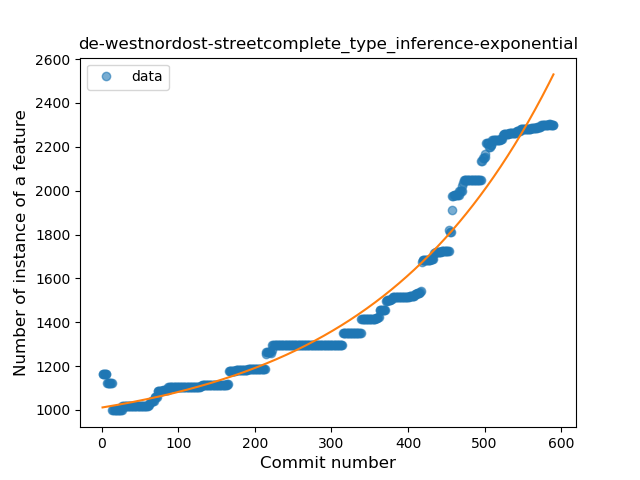 de-westnordost-streetcomplete_type_inference-exponential
data
Number of instance of a feature
2600
2400
2200
2000
1800
1600
1400
1200
1000
0 100 200 300 400 500 600
Commit number